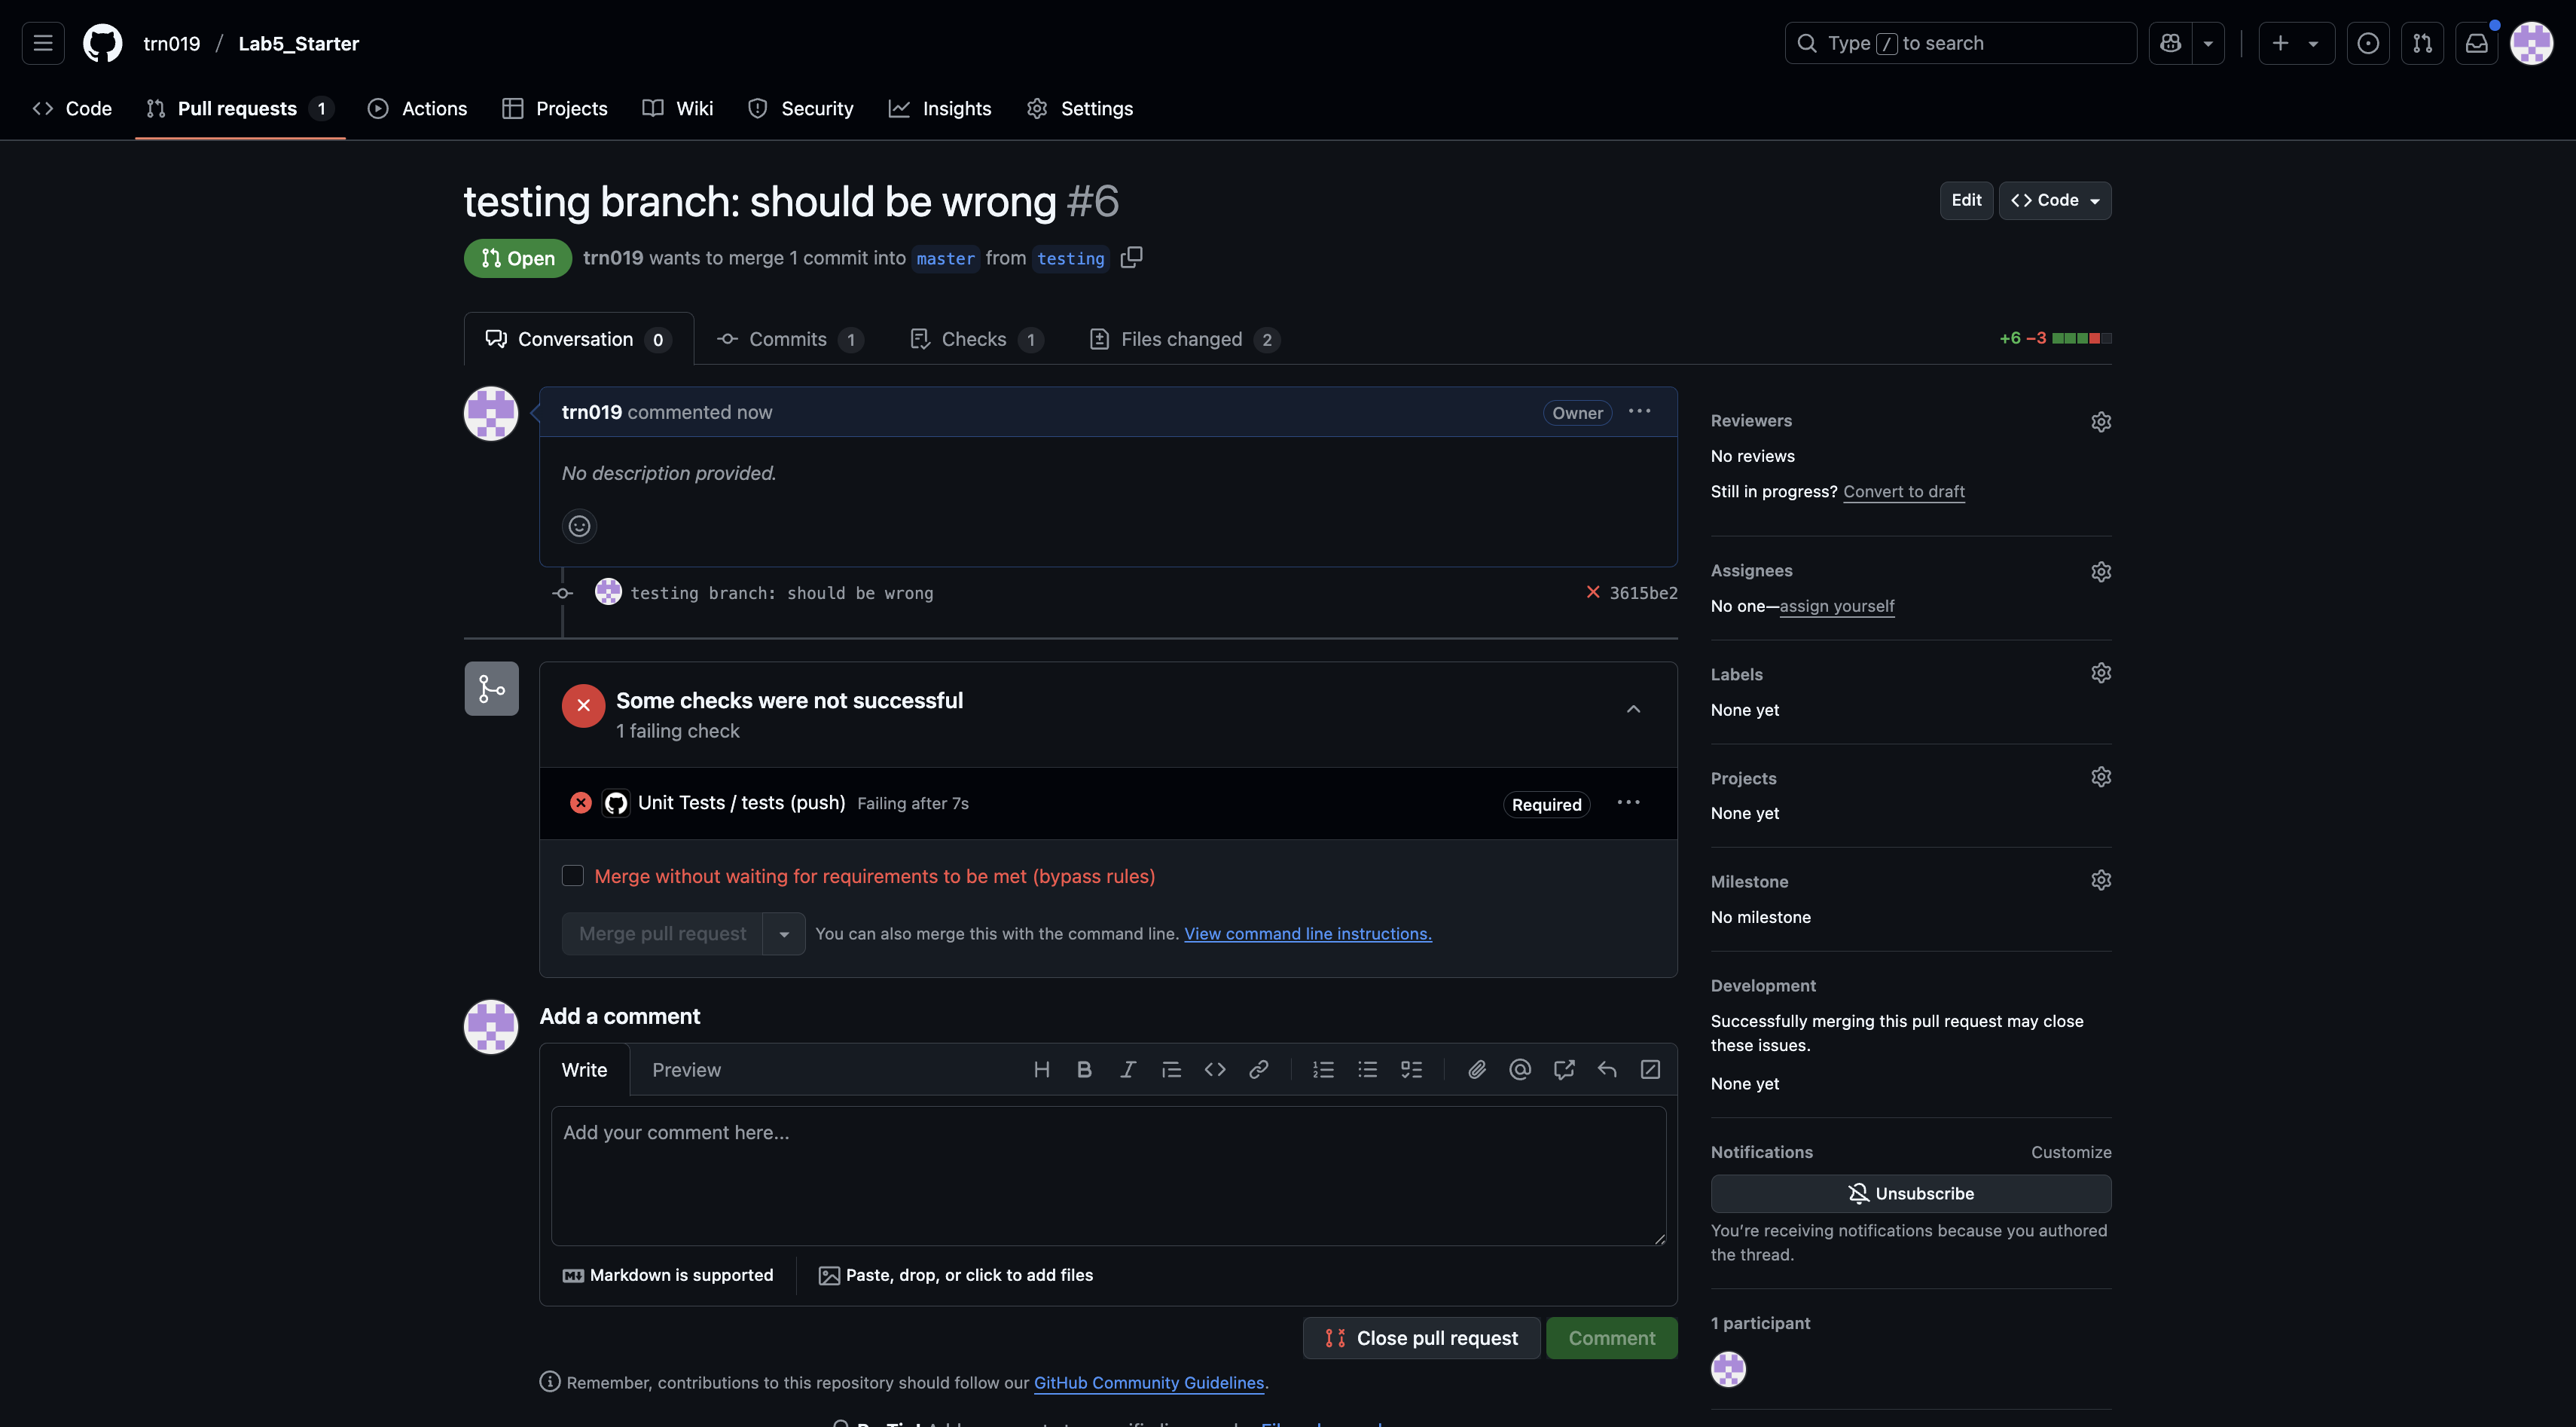 trn019 / Lab5_Starter
Type / to search
Code
Pull requests 1
Actions
Projects
Wiki
Security
Insights
Settings
testing branch: should be wrong #6
Edit
Code
Open
trn019 wants to merge 1 commit into master from testing
Conversation 0
Commits 1
Checks 1
Files changed 2
+6 −3
trn019 commented now
Owner
No description provided.
testing branch: should be wrong
3615be2
Some checks were not successful
1 failing check
Unit Tests / tests (push) Failing after 7s
Required
Merge without waiting for requirements to be met (bypass rules)
Merge pull request
You can also merge this with the command line. View command line instructions.
Add a comment
Write
Preview
Add your comment here...
Markdown is supported
Paste, drop, or click to add files
Close pull request
Comment
Remember, contributions to this repository should follow our GitHub Community Guidelines.
Reviewers
No reviews
Still in progress? Convert to draft
Assignees
No one—assign yourself
Labels
None yet
Projects
None yet
Milestone
No milestone
Development
Successfully merging this pull request may close
these issues.
None yet
Notifications
Customize
Unsubscribe
You're receiving notifications because you authored
the thread.
1 participant